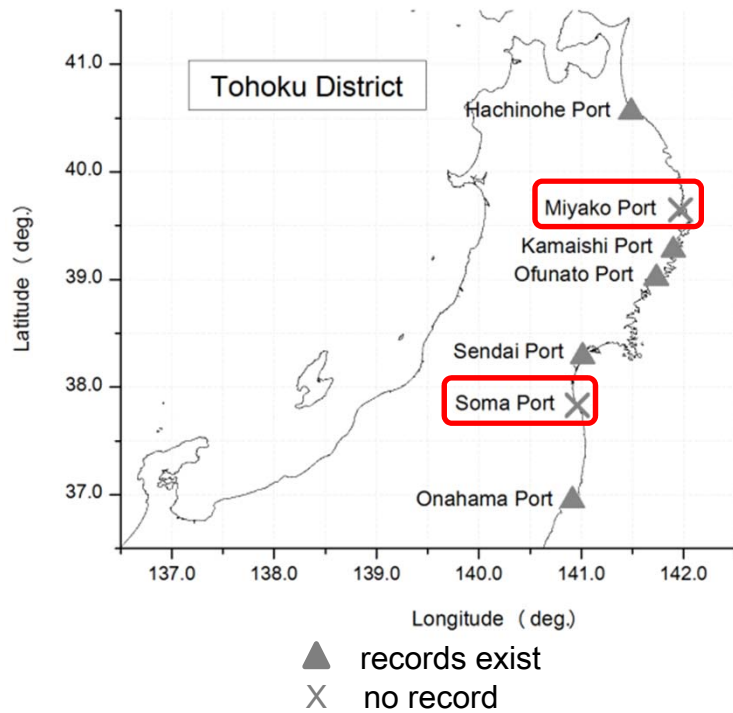 41.0
Tohoku District
Hachinohe Port
40.0
Miyako Port
Kamaishi Port
39.0
Ofunato Port
Latitude ( deg.)
Sendai Port
38.0
Soma Port
37.0
Onahama Port
137.0 138.0 139.0 140.0 141.0 142.0
Longitude ( deg.)
records exist
X no record